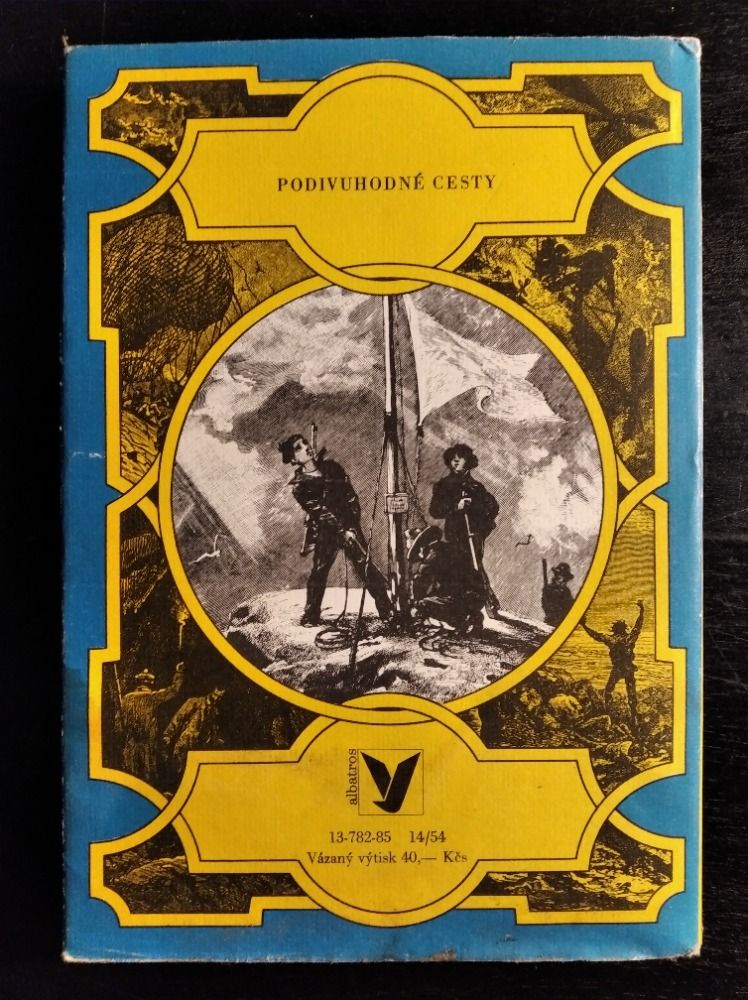 PODIVUHODNÉ CESTY
albatros
13-782-85 14/54
Vázaný výtisk 40,— Kčs